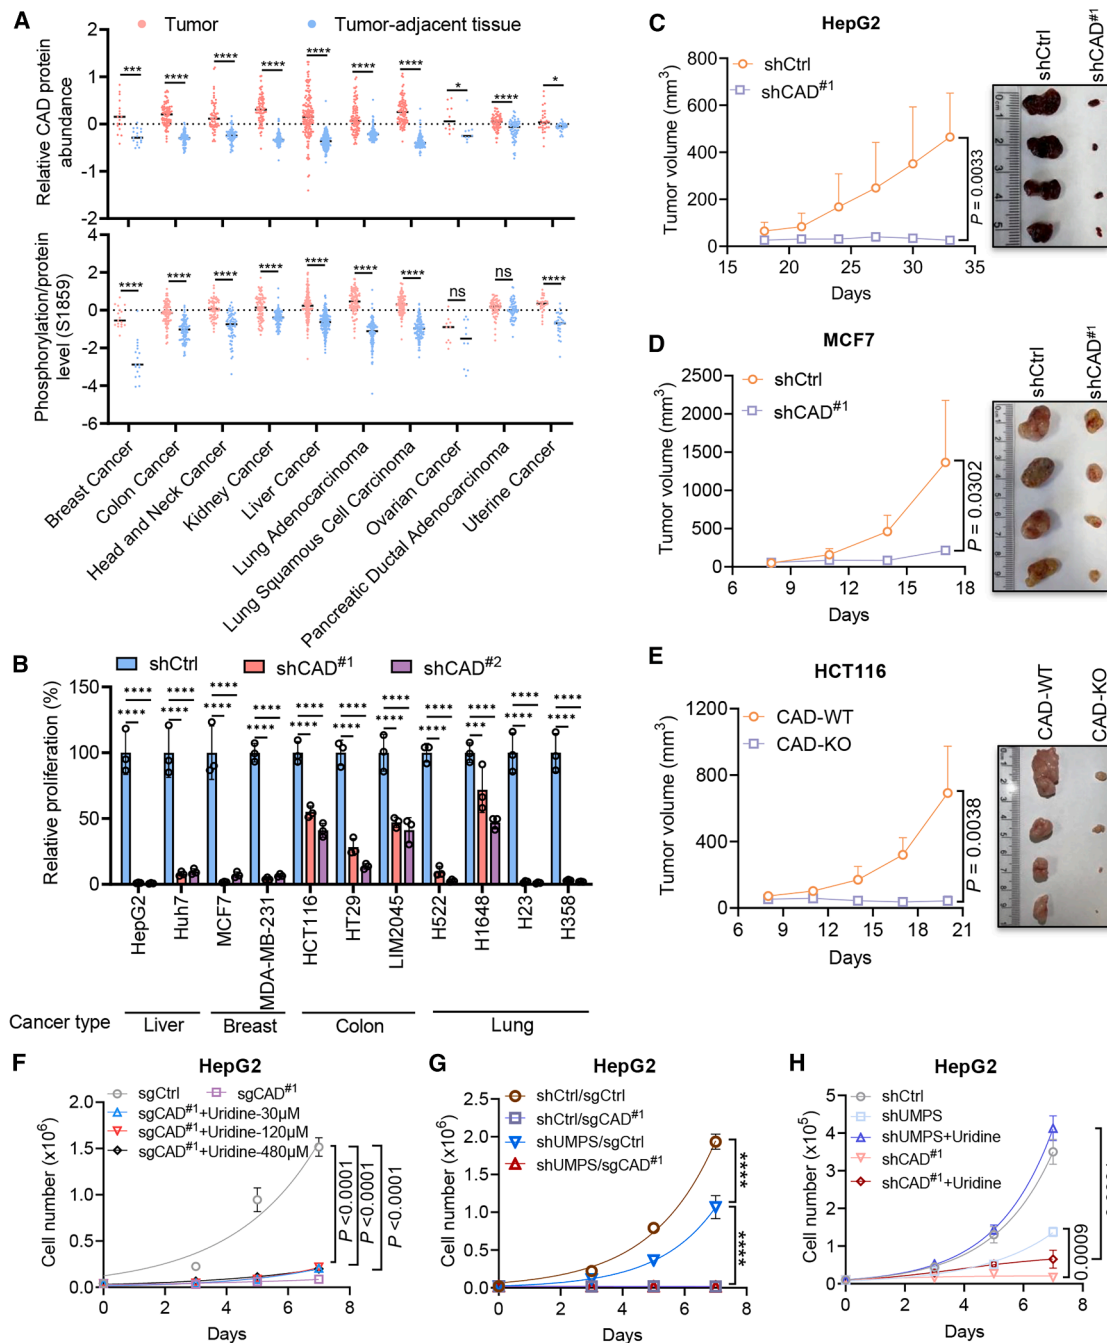 A
Tumor
Tumor-adjacent tissue
Relative CAD protein
abundance
2
1
0
-1
-2
***
****
****
****
****
****
****
*
****
*
Phosphorylation/protein
level (S1859)
4
2
0
-2
-4
-6
****
****
****
****
****
****
****
ns
ns
****
Breast Cancer
Colon Cancer
Head and Neck Cancer
Kidney Cancer
Liver Cancer
Lung Adenocarcinoma
Lung Squamous Cell Carcinoma
Ovarian Cancer
Pancreatic Ductal Adenocarcinoma
Uterine Cancer
B
shCtrl
shCAD#1
shCAD#2
Relative proliferation (%)
150
100
50
0
**** **** **** **** **** **** **** **** **** **** ****
**** **** **** **** **** **** **** **** *** **** ****
HepG2
Huh7
MCF7
MDA-MB-231
HCT116
HT29
LIM2045
H522
H1648
H23
H358
Cancer type
Liver
Breast
Colon
Lung
C
HepG2
shCtrl
shCAD#1
Tumor volume (mm3)
800
600
400
200
0
15 20 25 30 35
Days
P = 0.0033
shCtrl
shCAD#1
D
MCF7
shCtrl
shCAD#1
Tumor volume (mm3)
2500
2000
1500
1000
500
0
6 9 12 15 18
Days
P = 0.0302
shCtrl
shCAD#1
E
HCT116
CAD-WT
CAD-KO
Tumor volume (mm3)
1200
800
400
0
6 9 12 15 18 21
Days
P = 0.0038
CAD-WT
CAD-KO
F
HepG2
sgCtrl
sgCAD#1
sgCAD#1+Uridine-30μM
sgCAD#1+Uridine-120μM
sgCAD#1+Uridine-480μM
Cell number (x10⁶)
2.0
1.5
1.0
0.5
0.0
0 2 4 6 8
Days
P <0.0001
P <0.0001
P <0.0001
G
HepG2
shCtrl/sgCtrl
shCtrl/sgCAD#1
shUMPS/sgCtrl
shUMPS/sgCAD#1
Cell number (x10⁶)
2.5
2.0
1.5
1.0
0.5
0.0
0 2 4 6 8
Days
****
****
H
HepG2
shCtrl
shUMPS
shUMPS+Uridine
shCAD#1
shCAD#1+Uridine
Cell number (x10⁵)
5
4
3
2
1
0
0 2 4 6 8
Days
0.0009